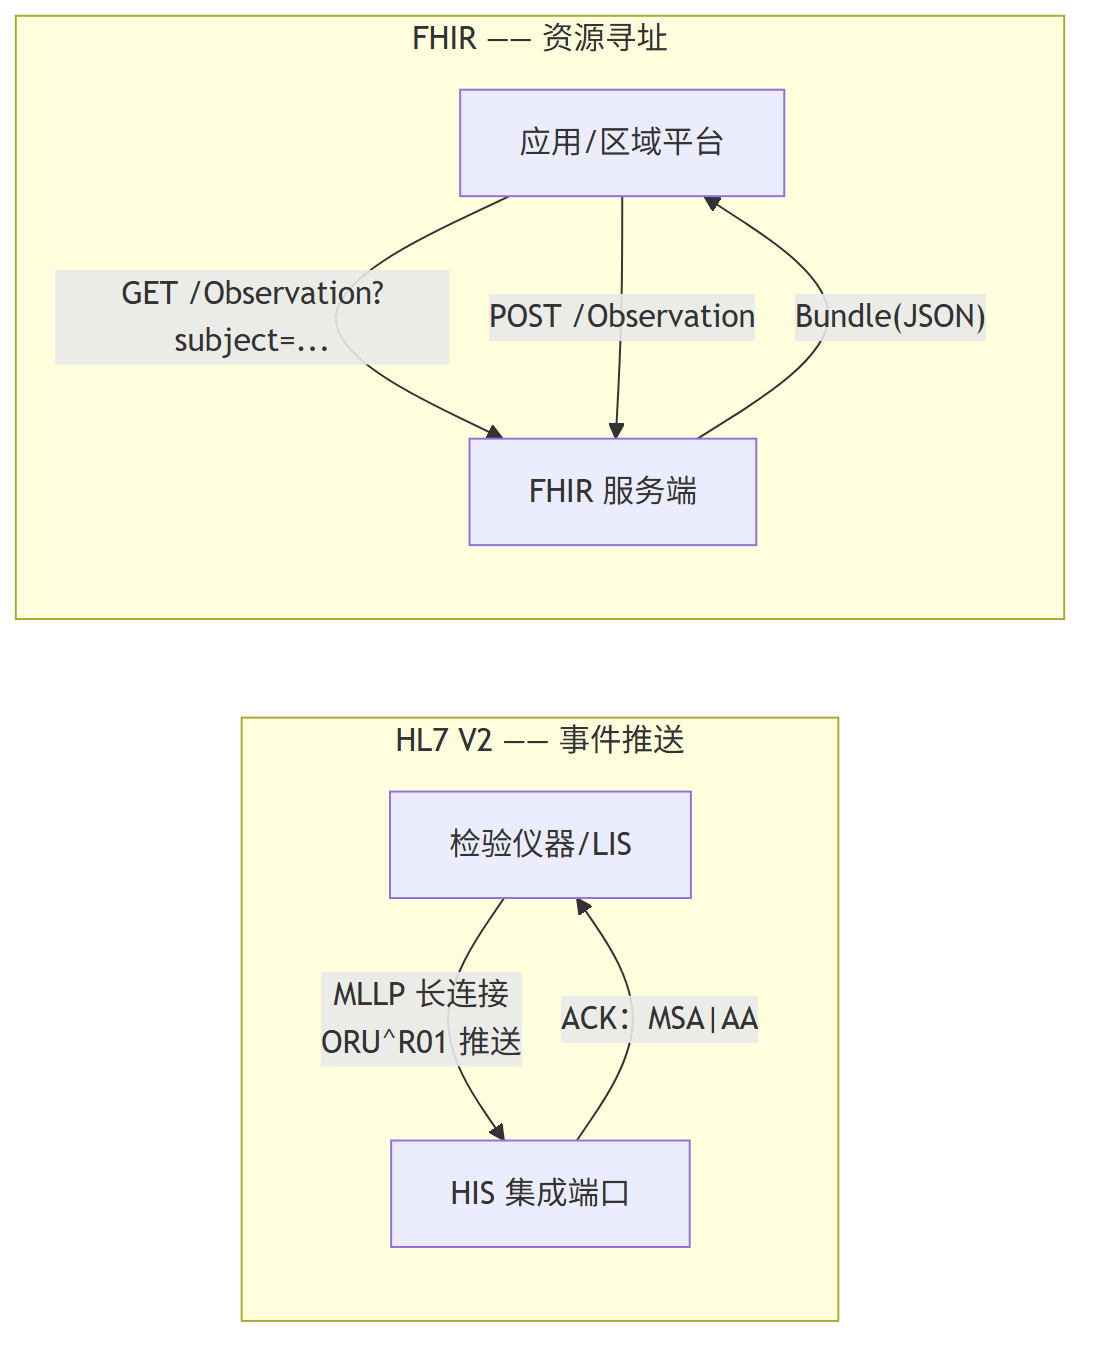 FHIR —— 资源寻址
应用/区域平台
GET /Observation?
subject=...
POST /Observation
Bundle(JSON)
FHIR 服务端
HL7 V2 —— 事件推送
检验仪器/LIS
MLLP 长连接
ORU^R01 推送
ACK：MSA|AA
HIS 集成端口